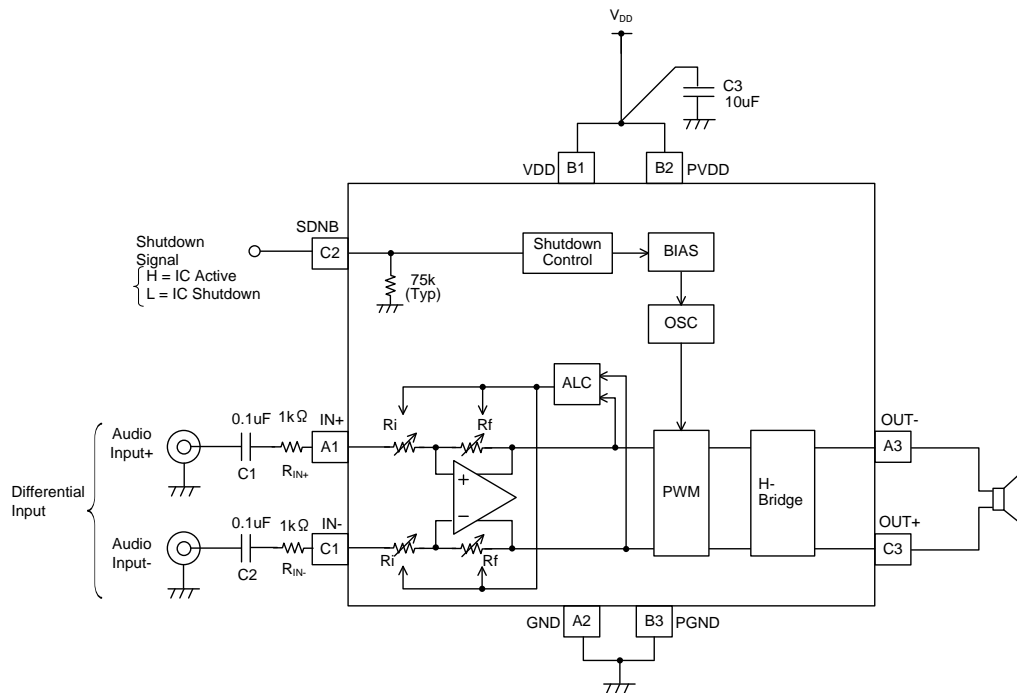 VDD
C3
10uF
VDD
B1
B2
PVDD
SDNB
C2
Shutdown
Signal
H = IC Active
L = IC Shutdown
75k
(Typ)
Shutdown
Control
BIAS
OSC
ALC
Differential
Input
Audio
Input+
0.1uF
C1
1kΩ
RIN+
IN+
A1
Ri
Rf
+
−
PWM
H-
Bridge
OUT-
A3
OUT+
C3
Audio
Input-
0.1uF
C2
1kΩ
RIN-
IN-
C1
Ri
Rf
GND
A2
B3
PGND